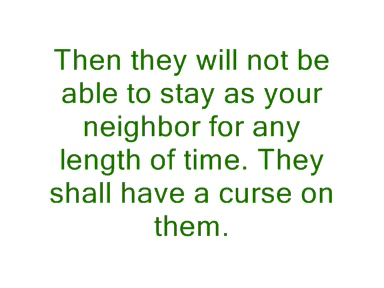 Then they will not be
able to stay as your
neighbor for any
length of time. They
shall have a curse on
them.